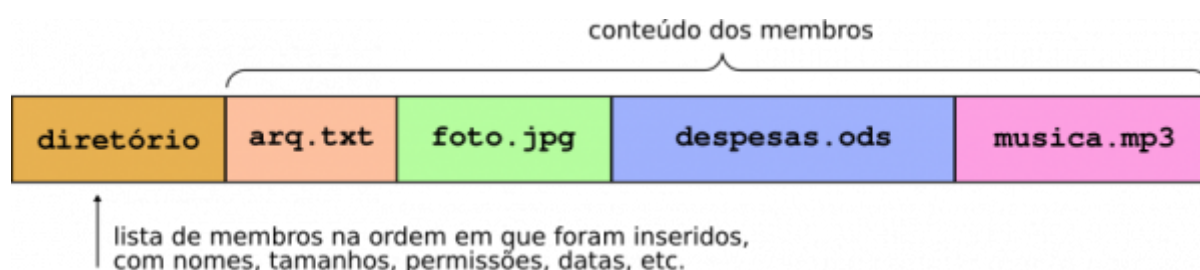 conteúdo dos membros
diretório arq.txt foto.jpg despesas.ods musica.mp3
lista de membros na ordem em que foram inseridos,
com nomes, tamanhos, permissões, datas, etc.